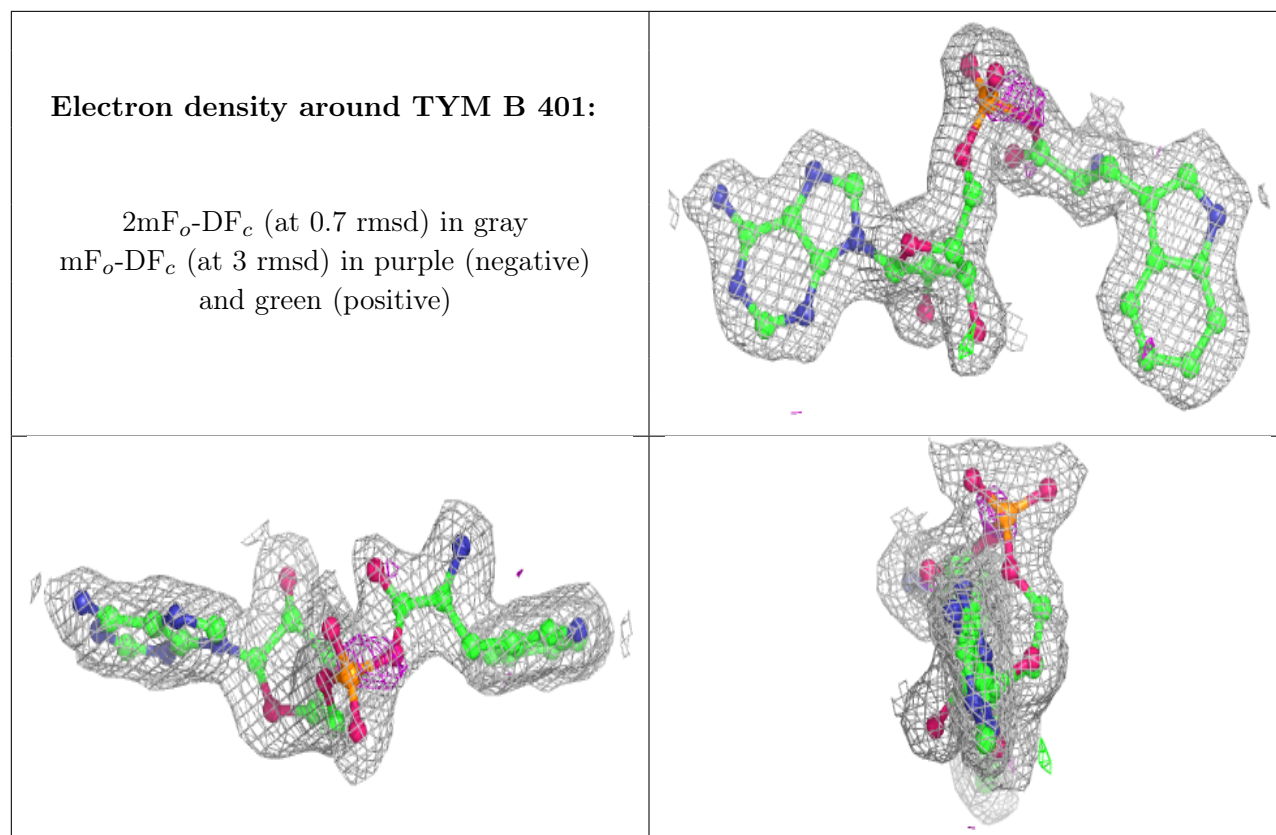 Electron density around TYM B 401:
2mFₒ-DF𝒸 (at 0.7 rmsd) in gray
mFₒ-DF𝒸 (at 3 rmsd) in purple (negative)
and green (positive)